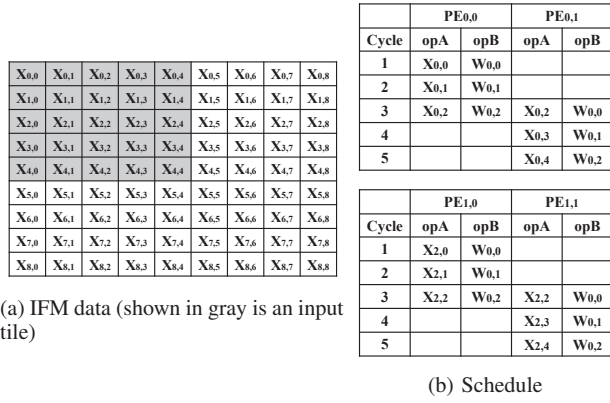 X0,0 X0,1 X0,2 X0,3 X0,4 X0,5 X0,6 X0,7 X0,8
X1,0 X1,1 X1,2 X1,3 X1,4 X1,5 X1,6 X1,7 X1,8
X2,0 X2,1 X2,2 X2,3 X2,4 X2,5 X2,6 X2,7 X2,8
X3,0 X3,1 X3,2 X3,3 X3,4 X3,5 X3,6 X3,7 X3,8
X4,0 X4,1 X4,2 X4,3 X4,4 X4,5 X4,6 X4,7 X4,8
X5,0 X5,1 X5,2 X5,3 X5,4 X5,5 X5,6 X5,7 X5,8
X6,0 X6,1 X6,2 X6,3 X6,4 X6,5 X6,6 X6,7 X6,8
X7,0 X7,1 X7,2 X7,3 X7,4 X7,5 X7,6 X7,7 X7,8
X8,0 X8,1 X8,2 X8,3 X8,4 X8,5 X8,6 X8,7 X8,8
(a) IFM data (shown in gray is an input
tile)
PE0,0 PE0,1
Cycle opA opB opA opB
1 X0,0 W0,0
2 X0,1 W0,1
3 X0,2 W0,2 X0,2 W0,0
4 X0,3 W0,1
5 X0,4 W0,2
PE1,0 PE1,1
Cycle opA opB opA opB
1 X2,0 W0,0
2 X2,1 W0,1
3 X2,2 W0,2 X2,2 W0,0
4 X2,3 W0,1
5 X2,4 W0,2
(b) Schedule